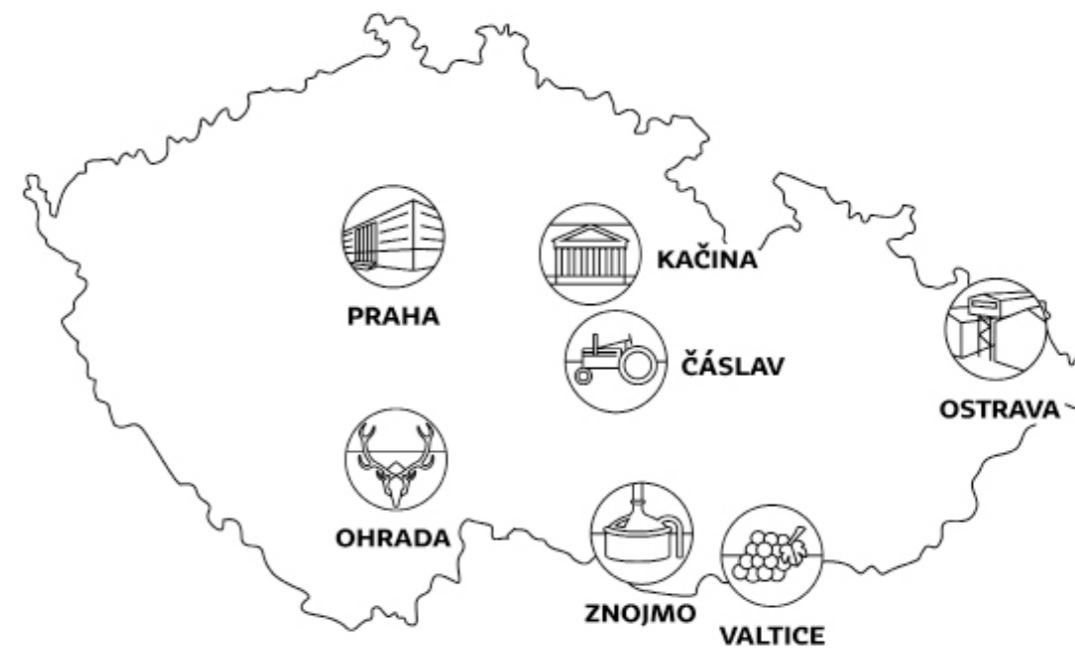 KAČINA
PRAHA
ČÁSLAV
OSTRAVA
OHRADA
ZNOJMO
VALTICE